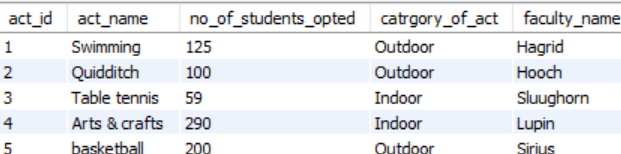 act_id act_name no_of_students_opted catrgory_of_act faculty_name
1 Swimming 125 Outdoor Hagrid
2 Quidditch 100 Outdoor Hooch
3 Table tennis 59 Indoor Sluughorn
4 Arts & crafts 290 Indoor Lupin
5 basketball 200 Outdoor Sirius